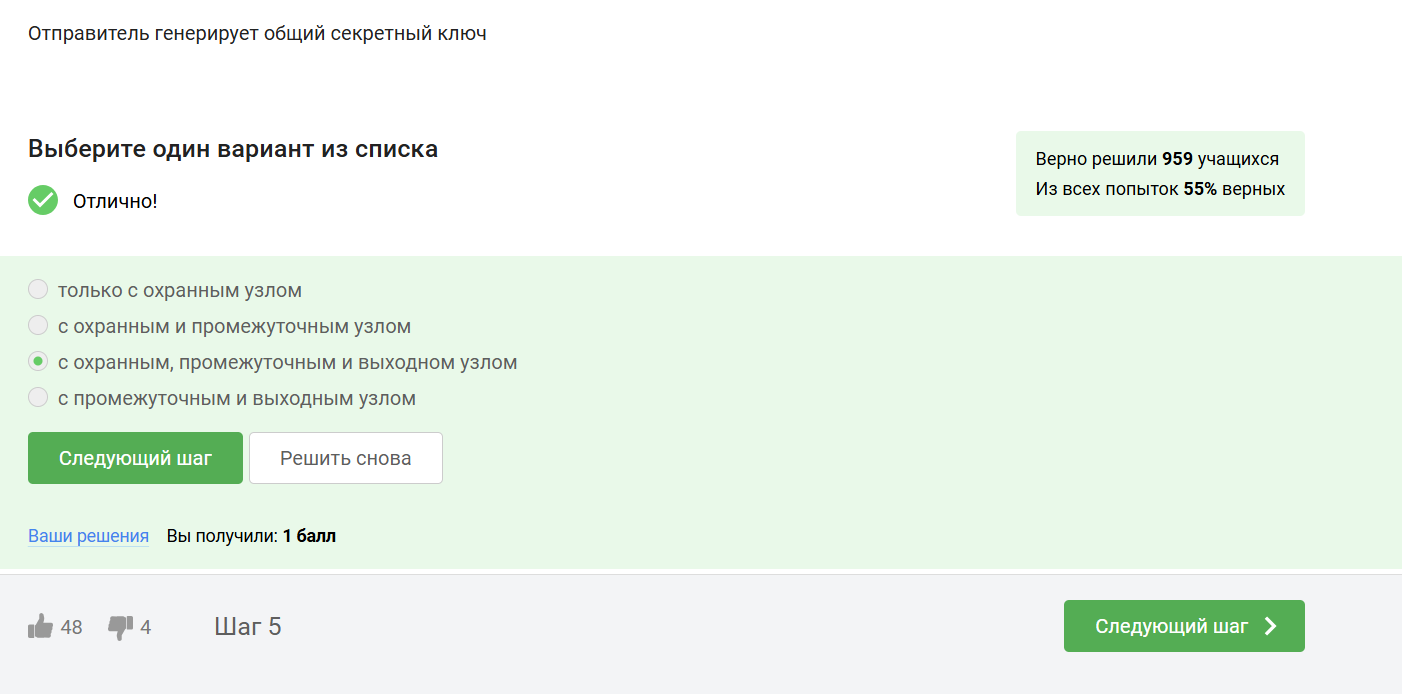 Отправитель генерирует общий секретный ключ
Выберите один вариант из списка
Верно решили 959 учащихся
Из всех попыток 55% верных
Отлично!
только с охранным узлом
с охранным и промежуточным узлом
с охранным, промежуточным и выходном узлом
с промежуточным и выходным узлом
Следующий шаг
Решить снова
Ваши решения Вы получили: 1 балл
48 4 Шаг 5 Следующий шаг